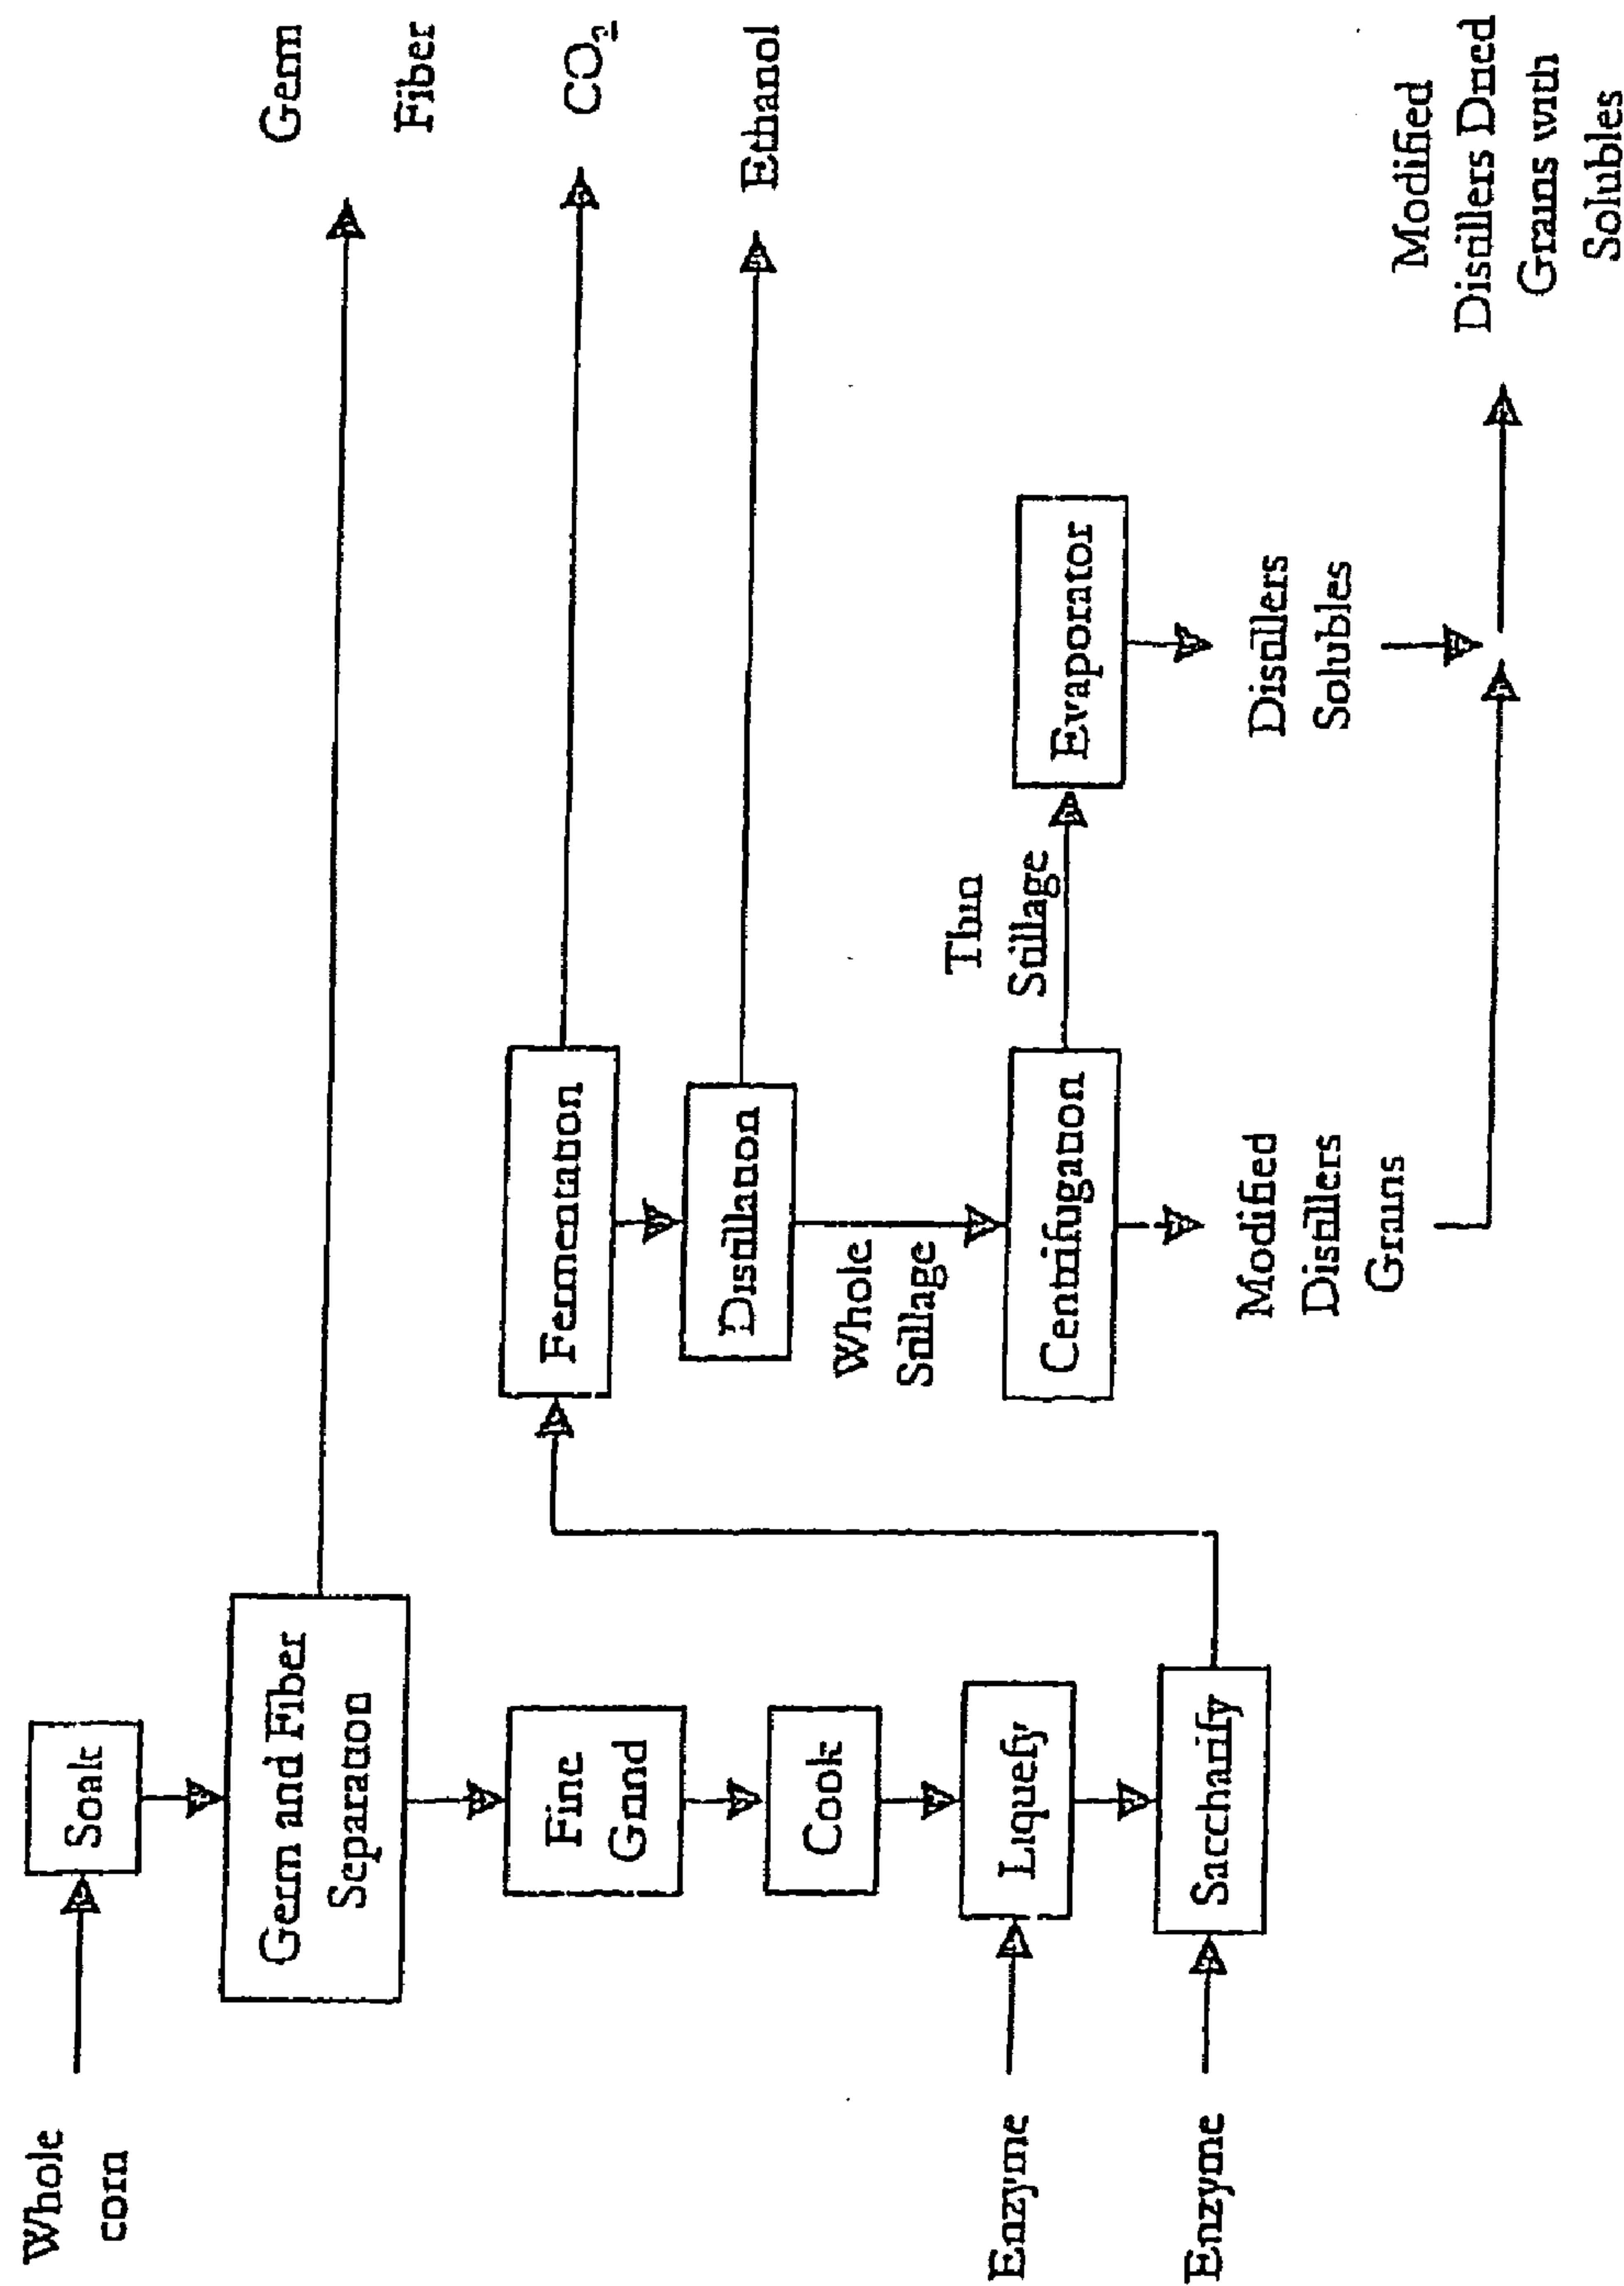 Whole
corn
Soak
Germ and Fiber
Separation
Fine
Grind
Cook
Enzyme
Liquefy
Enzyme
Saccharify
Germ
Fiber
Fermentation
CO₂
Distillation
Ethanol
Whole
Stillage
Centrifugation
Thin
Stillage
Evaporator
Modified
Distillers
Grains
Distillers
Solubles
Modified
Distillers Dried
Grains with
Solubles